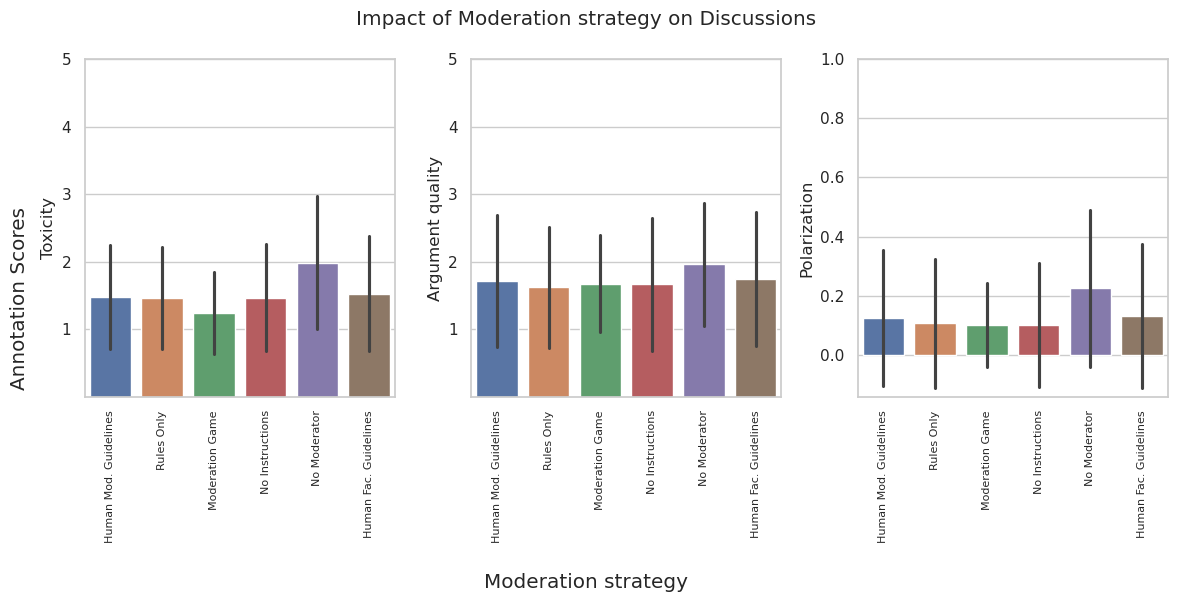 Impact of Moderation strategy on Discussions
Annotation Scores
Toxicity
5
4
3
2
1
Human Mod. Guidelines
Rules Only
Moderation Game
No Instructions
No Moderator
Human Fac. Guidelines
Argument quality
5
4
3
2
1
Human Mod. Guidelines
Rules Only
Moderation Game
No Instructions
No Moderator
Human Fac. Guidelines
Polarization
1.0
0.8
0.6
0.4
0.2
0.0
Human Mod. Guidelines
Rules Only
Moderation Game
No Instructions
No Moderator
Human Fac. Guidelines
Moderation strategy